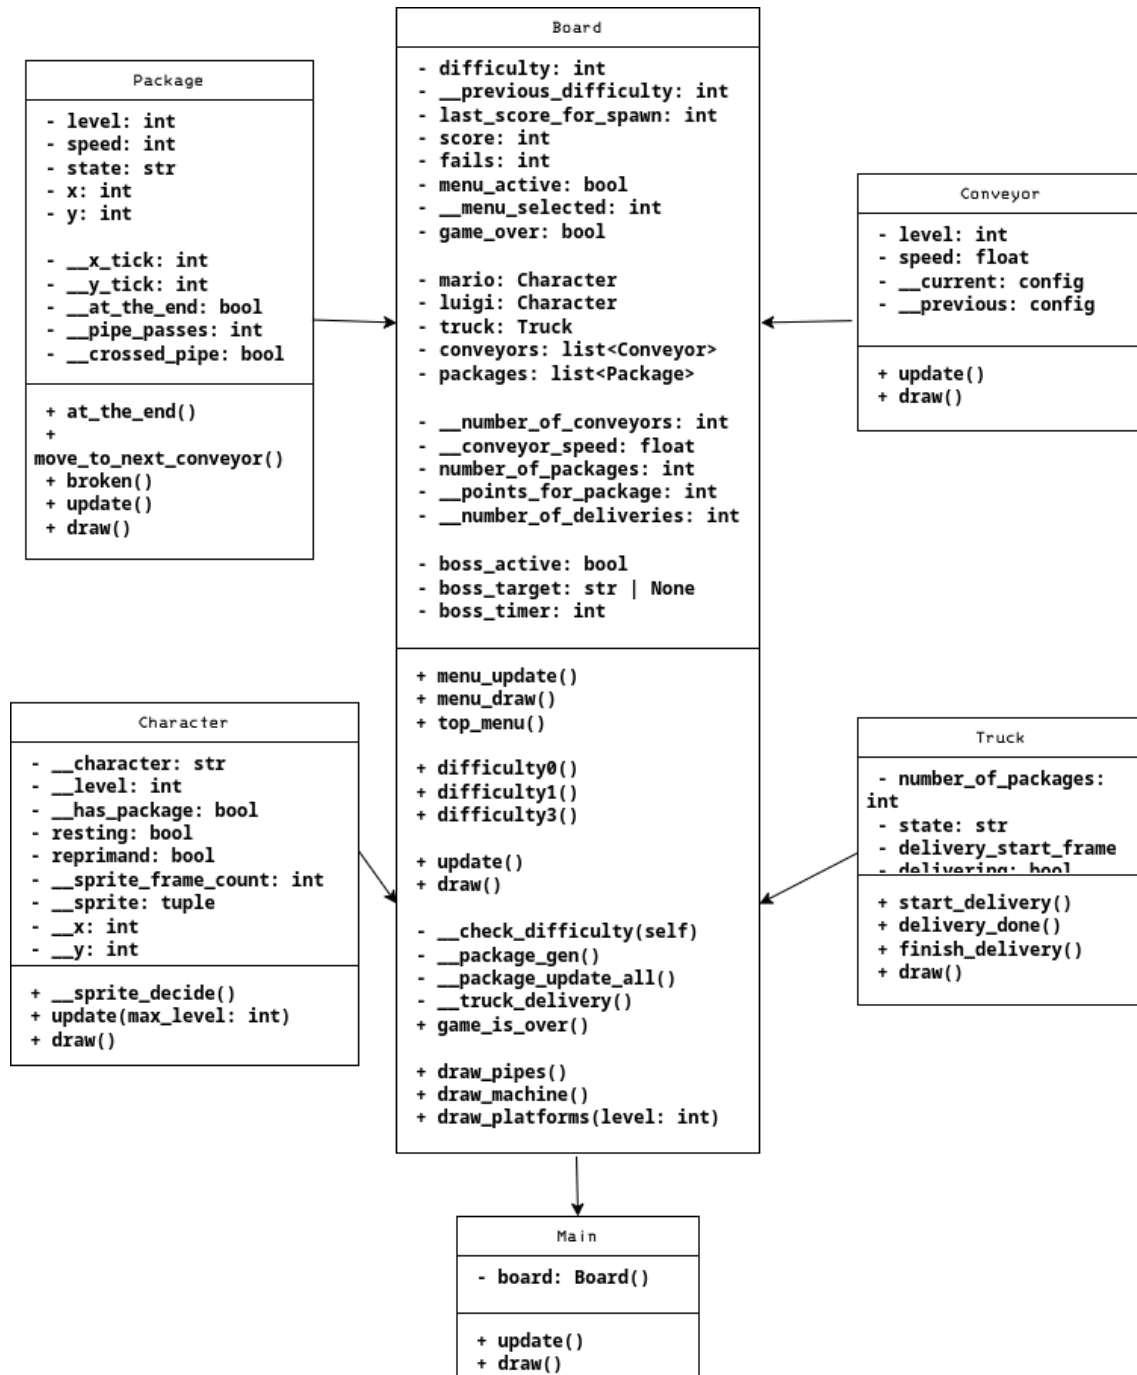 Board
- difficulty: int
- __previous_difficulty: int
- last_score_for_spawn: int
- score: int
- fails: int
- menu_active: bool
- __menu_selected: int
- game_over: bool
- mario: Character
- luigi: Character
- truck: Truck
- conveyors: list<Conveyor>
- packages: list<Package>
- __number_of_conveyors: int
- __conveyor_speed: float
- number_of_packages: int
- __points_for_package: int
- __number_of_deliveries: int
- boss_active: bool
- boss_target: str | None
- boss_timer: int
+ menu_update()
+ menu_draw()
+ top_menu()
+ difficulty0()
+ difficulty1()
+ difficulty3()
+ update()
+ draw()
- __check_difficulty(self)
- __package_gen()
- __package_update_all()
- __truck_delivery()
+ game_is_over()
+ draw_pipes()
+ draw_machine()
+ draw_platforms(level: int)
Package
- level: int
- speed: int
- state: str
- x: int
- y: int
- __x_tick: int
- __y_tick: int
- __at_the_end: bool
- __pipe_passes: int
- __crossed_pipe: bool
+ at_the_end()
+
move_to_next_conveyor()
+ broken()
+ update()
+ draw()
Conveyor
- level: int
- speed: float
- __current: config
- __previous: config
+ update()
+ draw()
Character
- __character: str
- __level: int
- __has_package: bool
- resting: bool
- reprimand: bool
- __sprite_frame_count: int
- __sprite: tuple
- __x: int
- __y: int
+ __sprite_decide()
+ update(max_level: int)
+ draw()
Truck
- number_of_packages:
int
- state: str
- delivery_start_frame
- delivering: bool
+ start_delivery()
+ delivery_done()
+ finish_delivery()
+ draw()
Main
- board: Board()
+ update()
+ draw()